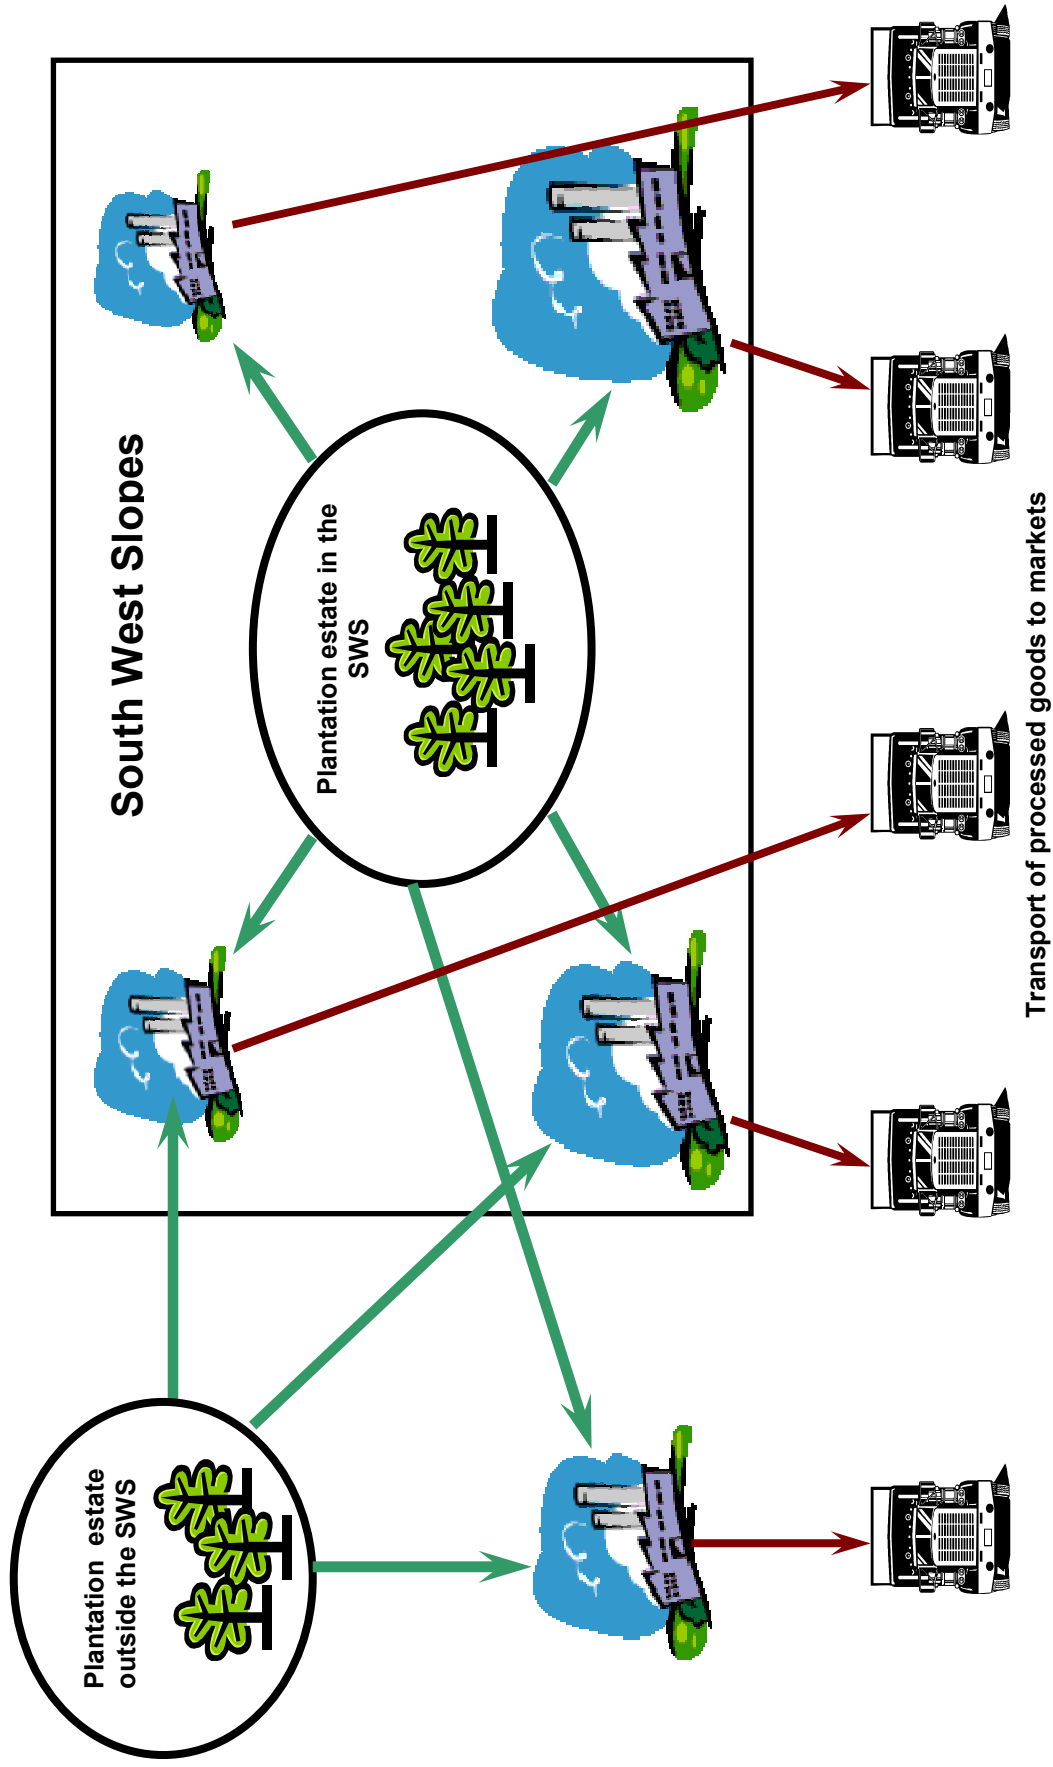 South West Slopes
Plantation estate
outside the SWS
Plantation estate in the
SWS
Transport of processed goods to markets